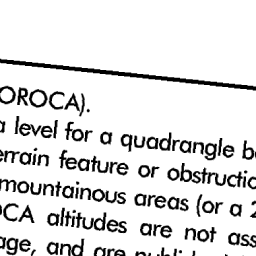 OROCA).
a level for a quadrangle b
errain feature or obstructio
mountainous areas (or a 2
OCA altitudes are not ass
age, and are